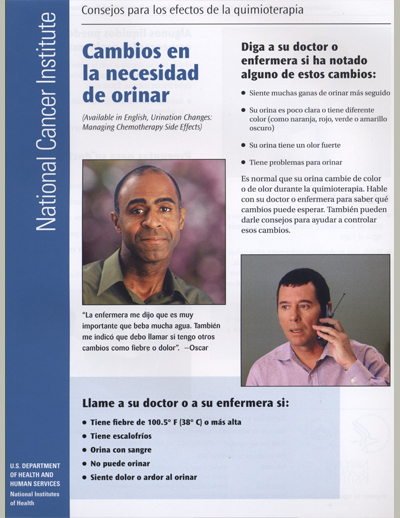 Consejos para los efectos de la quimioterapia
National Cancer Institute
Cambios en
la necesidad
de orinar
(Available in English, Urination Changes:
Managing Chemotherapy Side Effects)
"La enfermera me dijo que es muy
importante que beba mucha agua. También
me indicó que debo llamar si tengo otros
cambios como fiebre o dolor". –Oscar
Diga a su doctor o
enfermera si ha notado
alguno de estos cambios:
• Siente muchas ganas de orinar más seguido
• Su orina es poco clara o tiene diferente
color (como naranja, rojo, verde o amarillo
oscuro)
• Su orina tiene un olor fuerte
• Tiene problemas para orinar
Es normal que su orina cambie de color
o de olor durante la quimioterapia. Hable
con su doctor o enfermera para saber qué
cambios puede esperar. También pueden
darle consejos para ayudar a controlar
esos cambios.
Llame a su doctor o a su enfermera si:
• Tiene fiebre de 100.5° F (38° C) o más alta
• Tiene escalofríos
• Orina con sangre
• No puede orinar
• Siente dolor o ardor al orinar
U.S. DEPARTMENT
OF HEALTH AND
HUMAN SERVICES
National Institutes
of Health